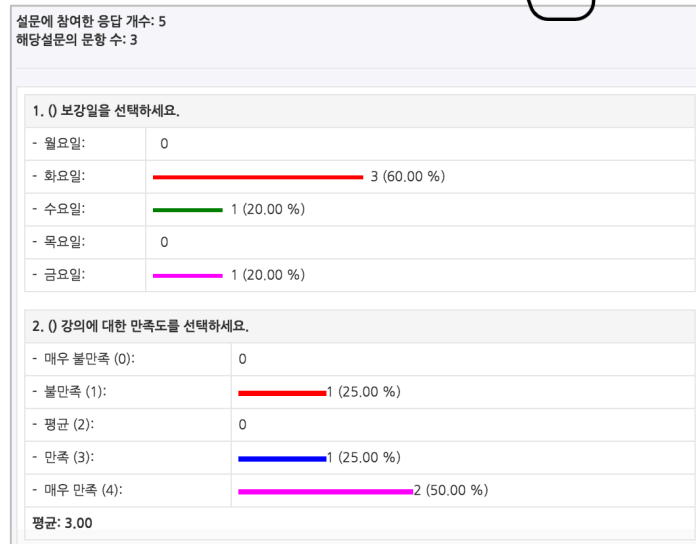 설문에 참여한 응답 개수: 5
해당설문의 문항 수: 3
1. () 보강일을 선택하세요.
- 월요일: 0
- 화요일: 3 (60.00 %)
- 수요일: 1 (20.00 %)
- 목요일: 0
- 금요일: 1 (20.00 %)
2. () 강의에 대한 만족도를 선택하세요.
- 매우 불만족 (0): 0
- 불만족 (1): 1 (25.00 %)
- 평균 (2): 0
- 만족 (3): 1 (25.00 %)
- 매우 만족 (4): 2 (50.00 %)
평균: 3.00